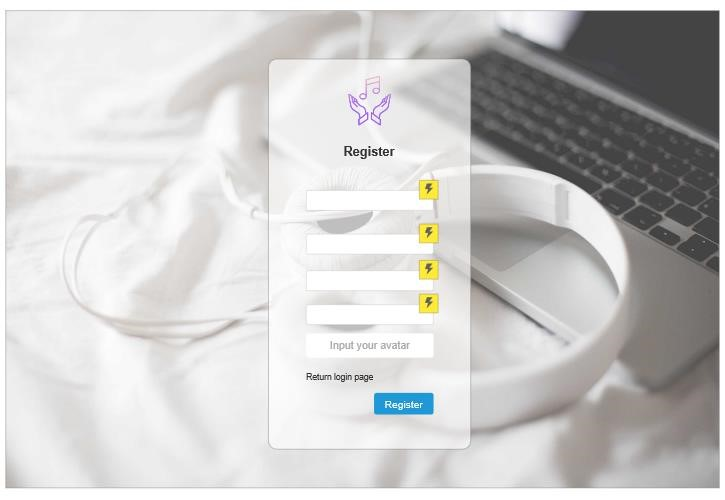 Register
Input your avatar
Return login page
Register